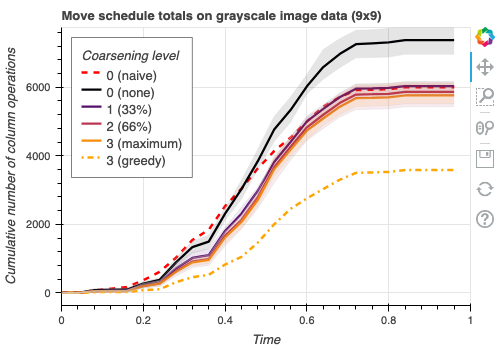 Move schedule totals on grayscale image data (9x9)
Cumulative number of column operations
6000
4000
2000
0
Coarsening level
0 (naive)
0 (none)
1 (33%)
2 (66%)
3 (maximum)
3 (greedy)
0
0.2
0.4
0.6
0.8
1
Time